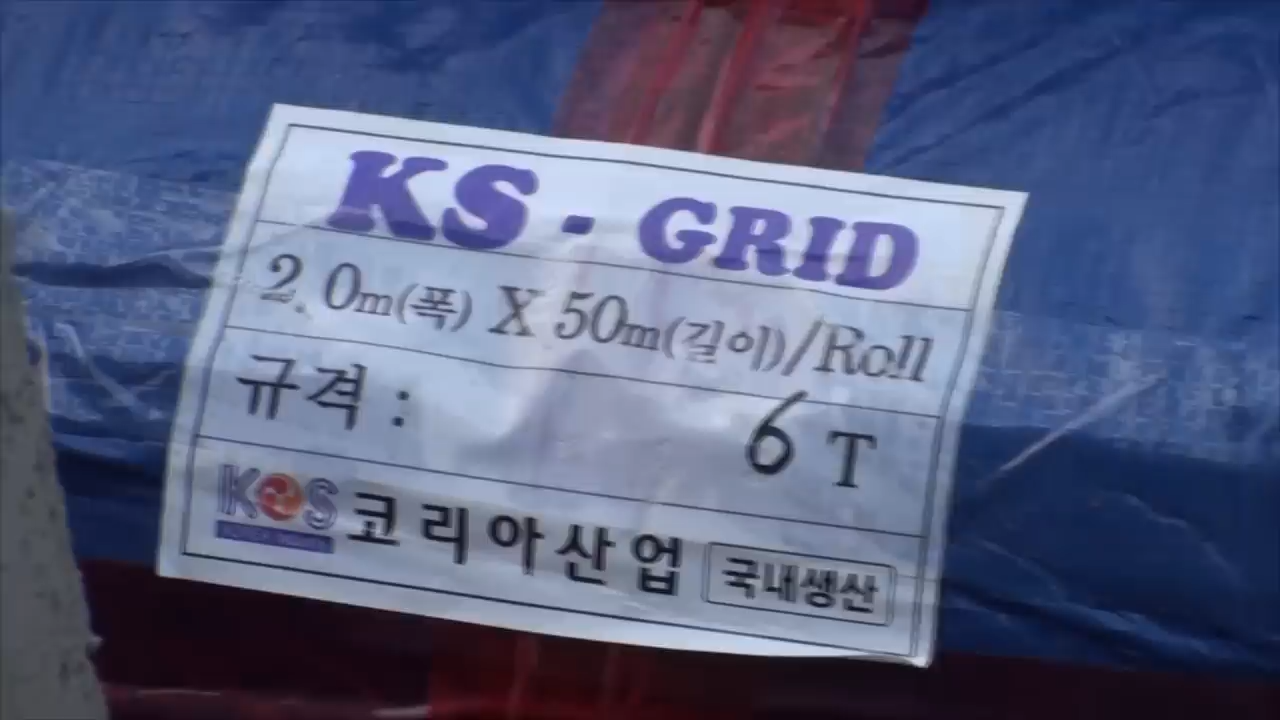 KS - GRID
2.0m(폭) X 50m(길이)/Roll
규격 : 6 T
KOS 코리아산업 국내생산